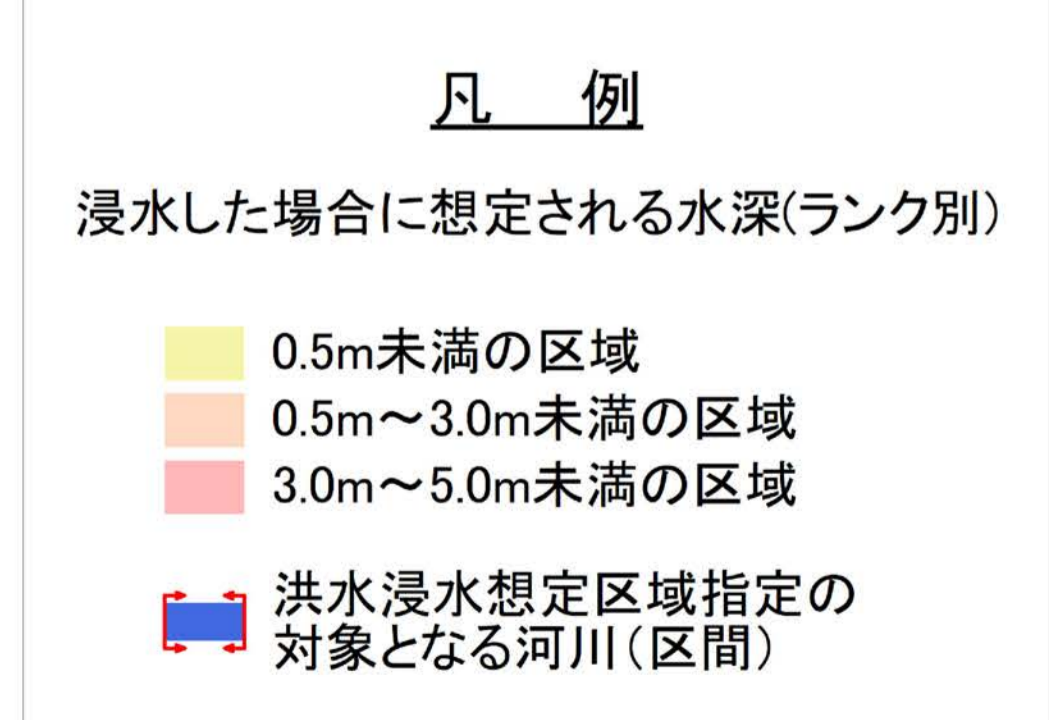 凡　例
浸水した場合に想定される水深(ランク別)
0.5m未満の区域
0.5m～3.0m未満の区域
3.0m～5.0m未満の区域
洪水浸水想定区域指定の
対象となる河川(区間)